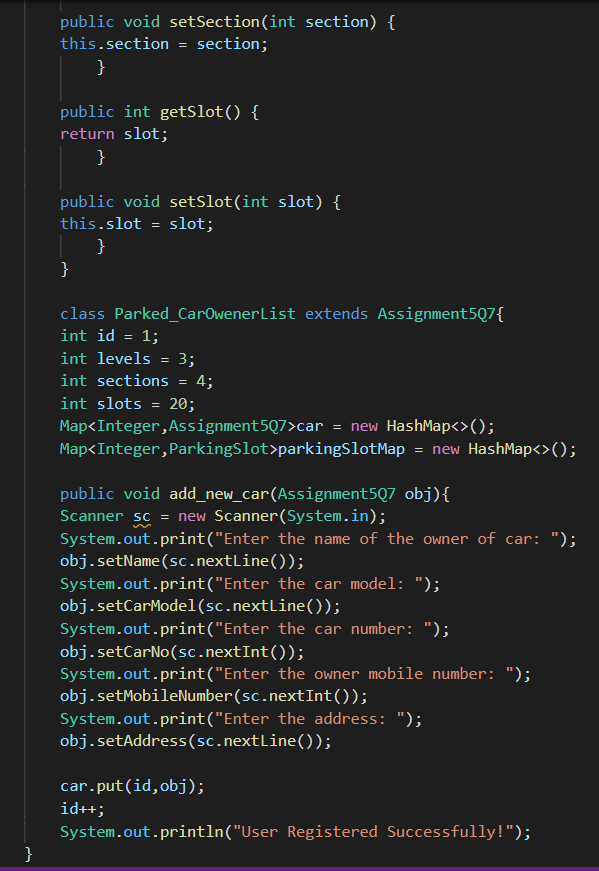 public void setSection(int section) {
this.section = section;
}
public int getSlot() {
return slot;
}
public void setSlot(int slot) {
this.slot = slot;
}
}
class Parked_CarOwenerList extends Assignment5Q7{
int id = 1;
int levels = 3;
int sections = 4;
int slots = 20;
Map<Integer,Assignment5Q7>car = new HashMap<>();
Map<Integer,ParkingSlot>parkingSlotMap = new HashMap<>();
public void add_new_car(Assignment5Q7 obj){
Scanner sc = new Scanner(System.in);
System.out.print("Enter the name of the owner of car: ");
obj.setName(sc.nextLine());
System.out.print("Enter the car model: ");
obj.setCarModel(sc.nextLine());
System.out.print("Enter the car number: ");
obj.setCarNo(sc.nextInt());
System.out.print("Enter the owner mobile number: ");
obj.setMobileNumber(sc.nextInt());
System.out.print("Enter the address: ");
obj.setAddress(sc.nextLine());
car.put(id,obj);
id++;
System.out.println("User Registered Successfully!");
}